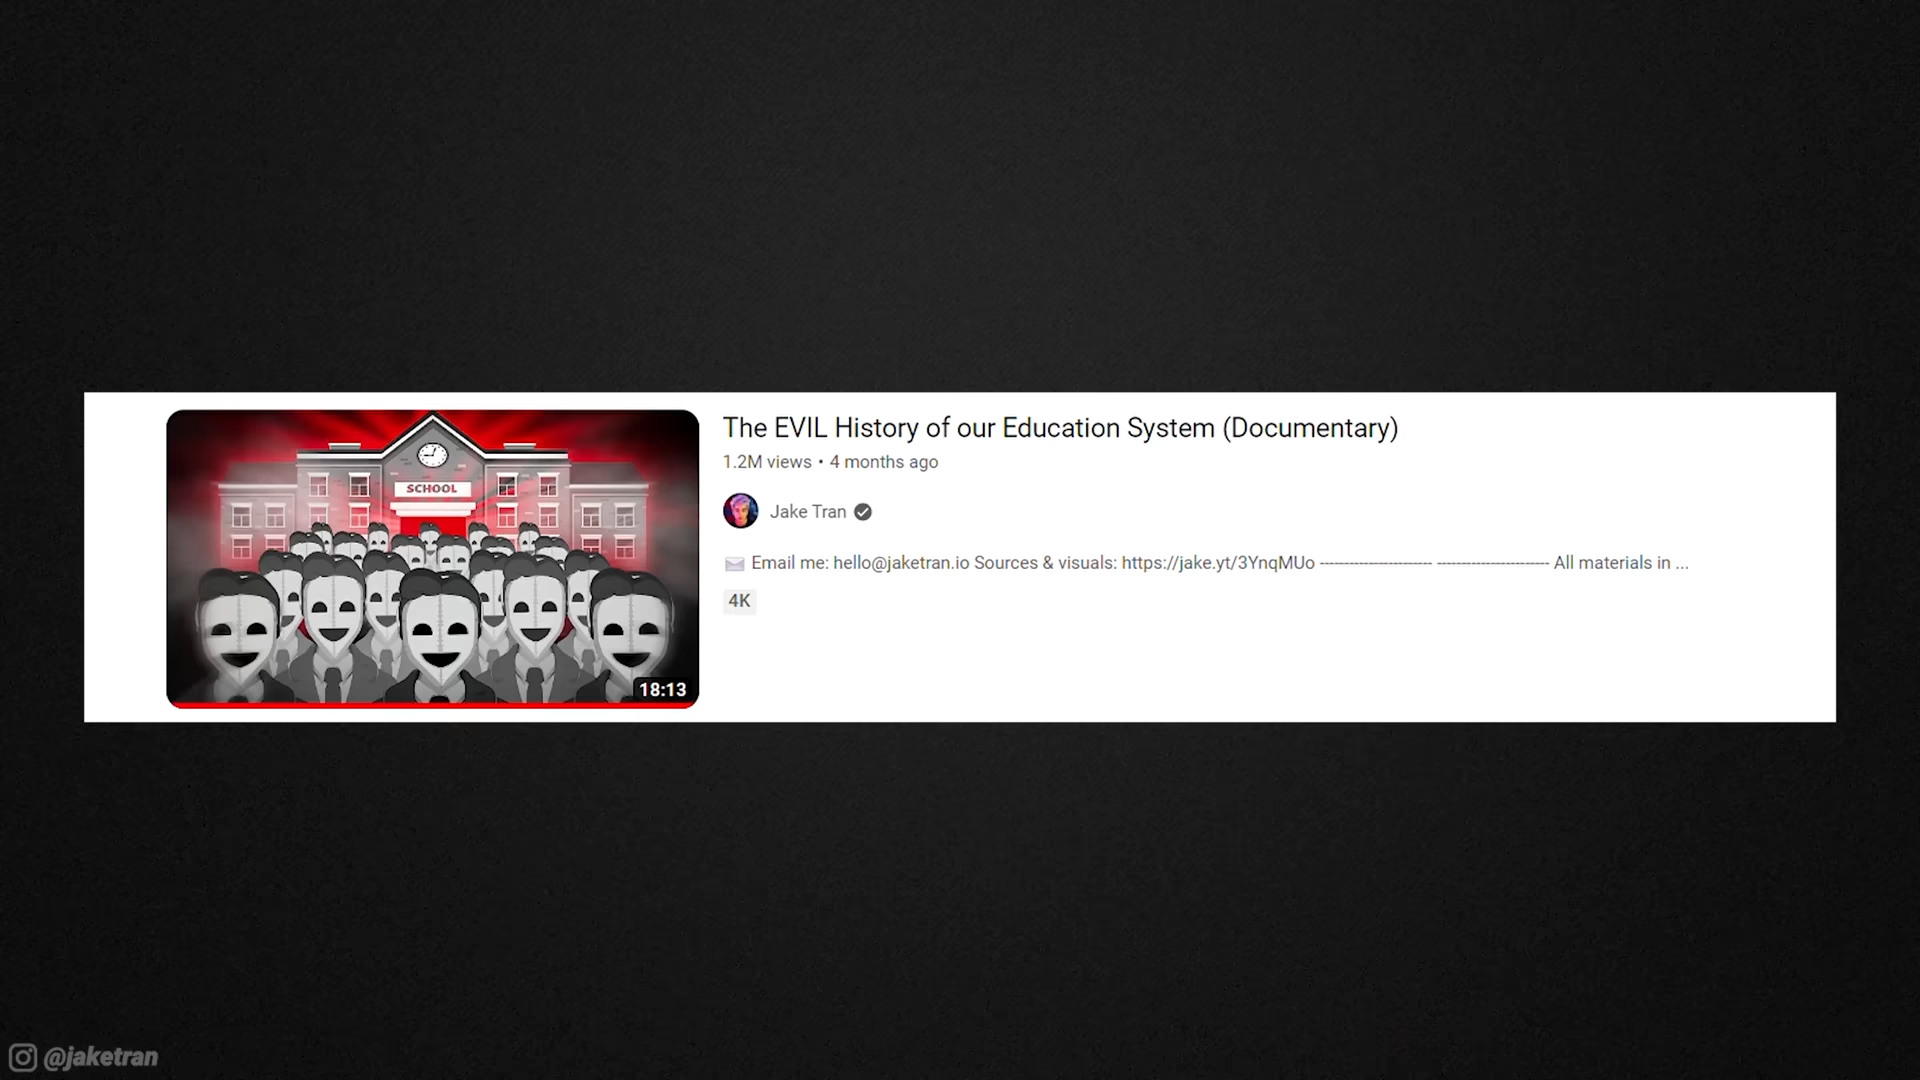 SCHOOL
18:13
The EVIL History of our Education System (Documentary)
1.2M views • 4 months ago
Jake Tran
Email me: hello@jaketran.io Sources & visuals: https://jake.yt/3YnqMUo ----------------------- ----------------------- All materials in ...
4K
@jaketran